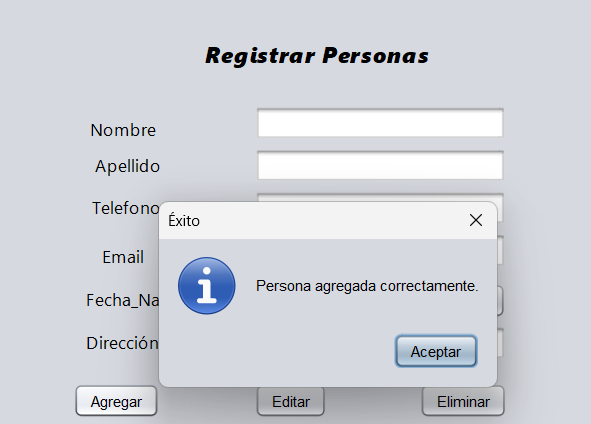 Registrar Personas
Nombre
Apellido
Telefono
Éxito
Email
Persona agregada correctamente.
Fecha_Na
Dirección
Aceptar
Agregar Editar Eliminar